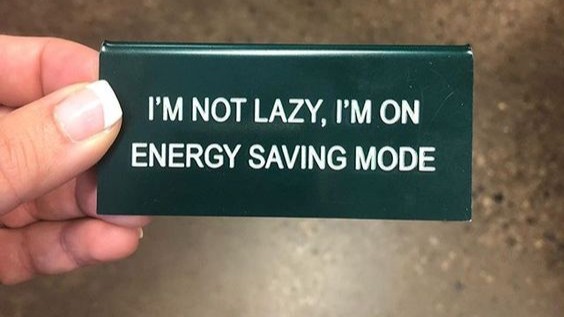 I'M NOT LAZY, I'M ON
ENERGY SAVING MODE